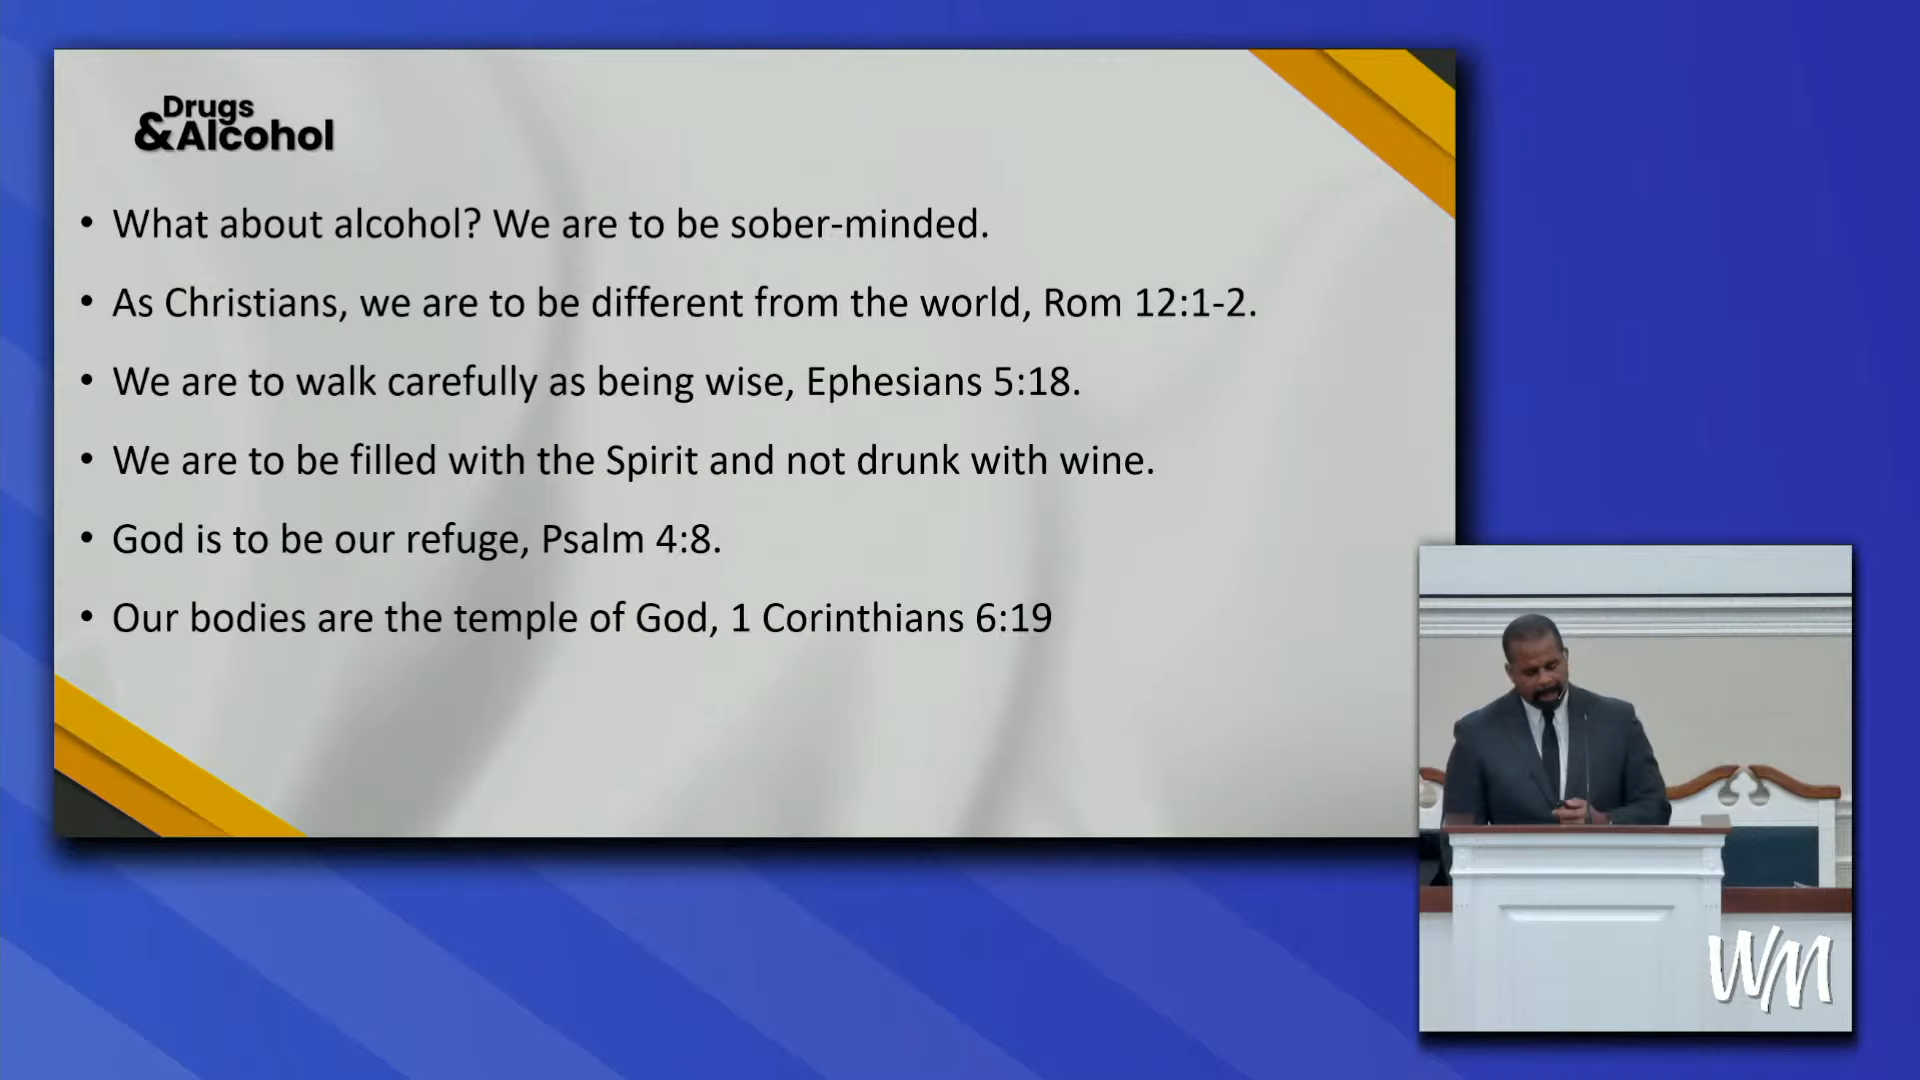 Drugs
&Alcohol
• What about alcohol? We are to be sober-minded.
• As Christians, we are to be different from the world, Rom 12:1-2.
• We are to walk carefully as being wise, Ephesians 5:18.
• We are to be filled with the Spirit and not drunk with wine.
• God is to be our refuge, Psalm 4:8.
• Our bodies are the temple of God, 1 Corinthians 6:19
WM